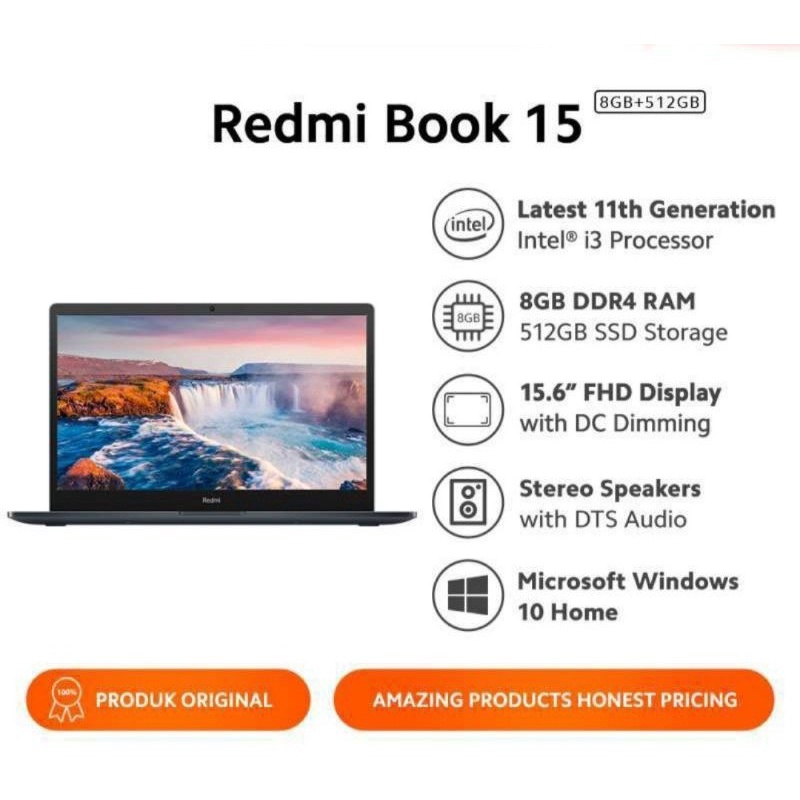 Redmi Book 15
8GB+512GB
intel
Latest 11th Generation
Intel® i3 Processor
8GB
8GB DDR4 RAM
512GB SSD Storage
15.6” FHD Display
with DC Dimming
Redmi
Stereo Speakers
with DTS Audio
Microsoft Windows
10 Home
100%
PRODUK ORIGINAL
AMAZING PRODUCTS HONEST PRICING